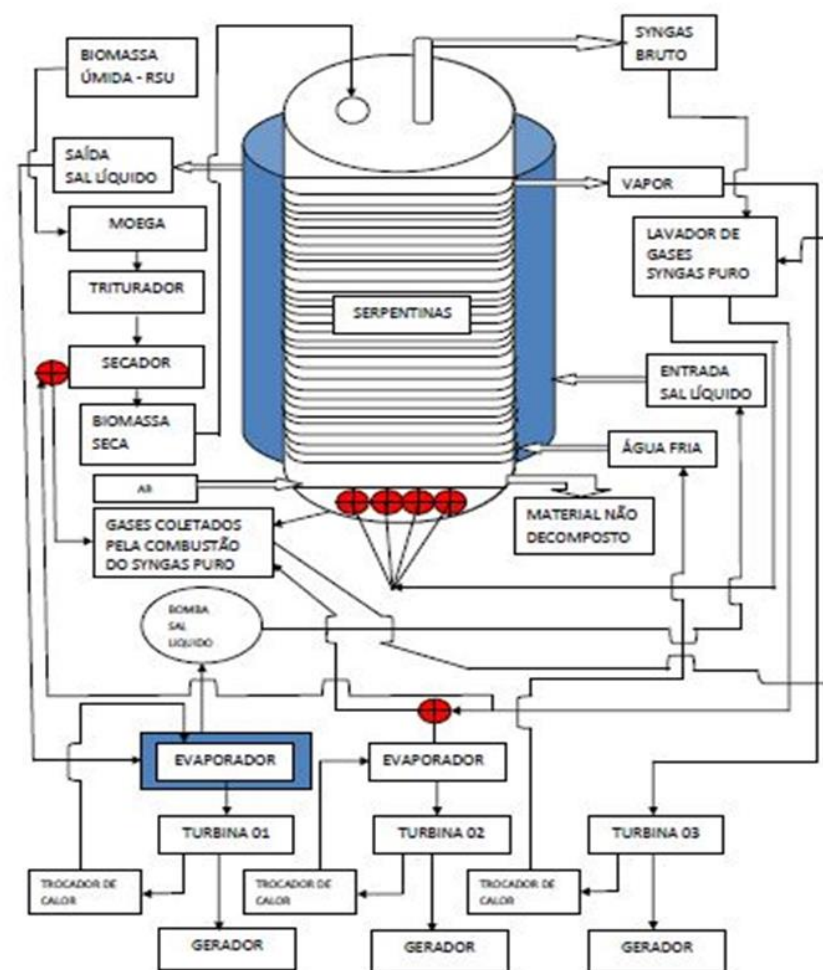 BIOMASSA
ÚMIDA - RSU
SYNGAS
BRUTO
SAÍDA
SAL LÍQUIDO
VAPOR
MOEGA
LAVADOR DE
GASES
SYNGAS PURO
TRITURADOR
SERPENTINAS
SECADOR
ENTRADA
SAL LÍQUIDO
BIOMASSA
SECA
ÁGUA FRIA
AR
GASES COLETADOS
PELA COMBUSTÃO
DO SYNGAS PURO
MATERIAL NÃO
DECOMPOSTO
BOMBA
SAL
LIQUIDO
EVAPORADOR
EVAPORADOR
TURBINA 01
TURBINA 02
TURBINA 03
TROCADOR DE
CALOR
TROCADOR DE
CALOR
TROCADOR DE
CALOR
GERADOR
GERADOR
GERADOR